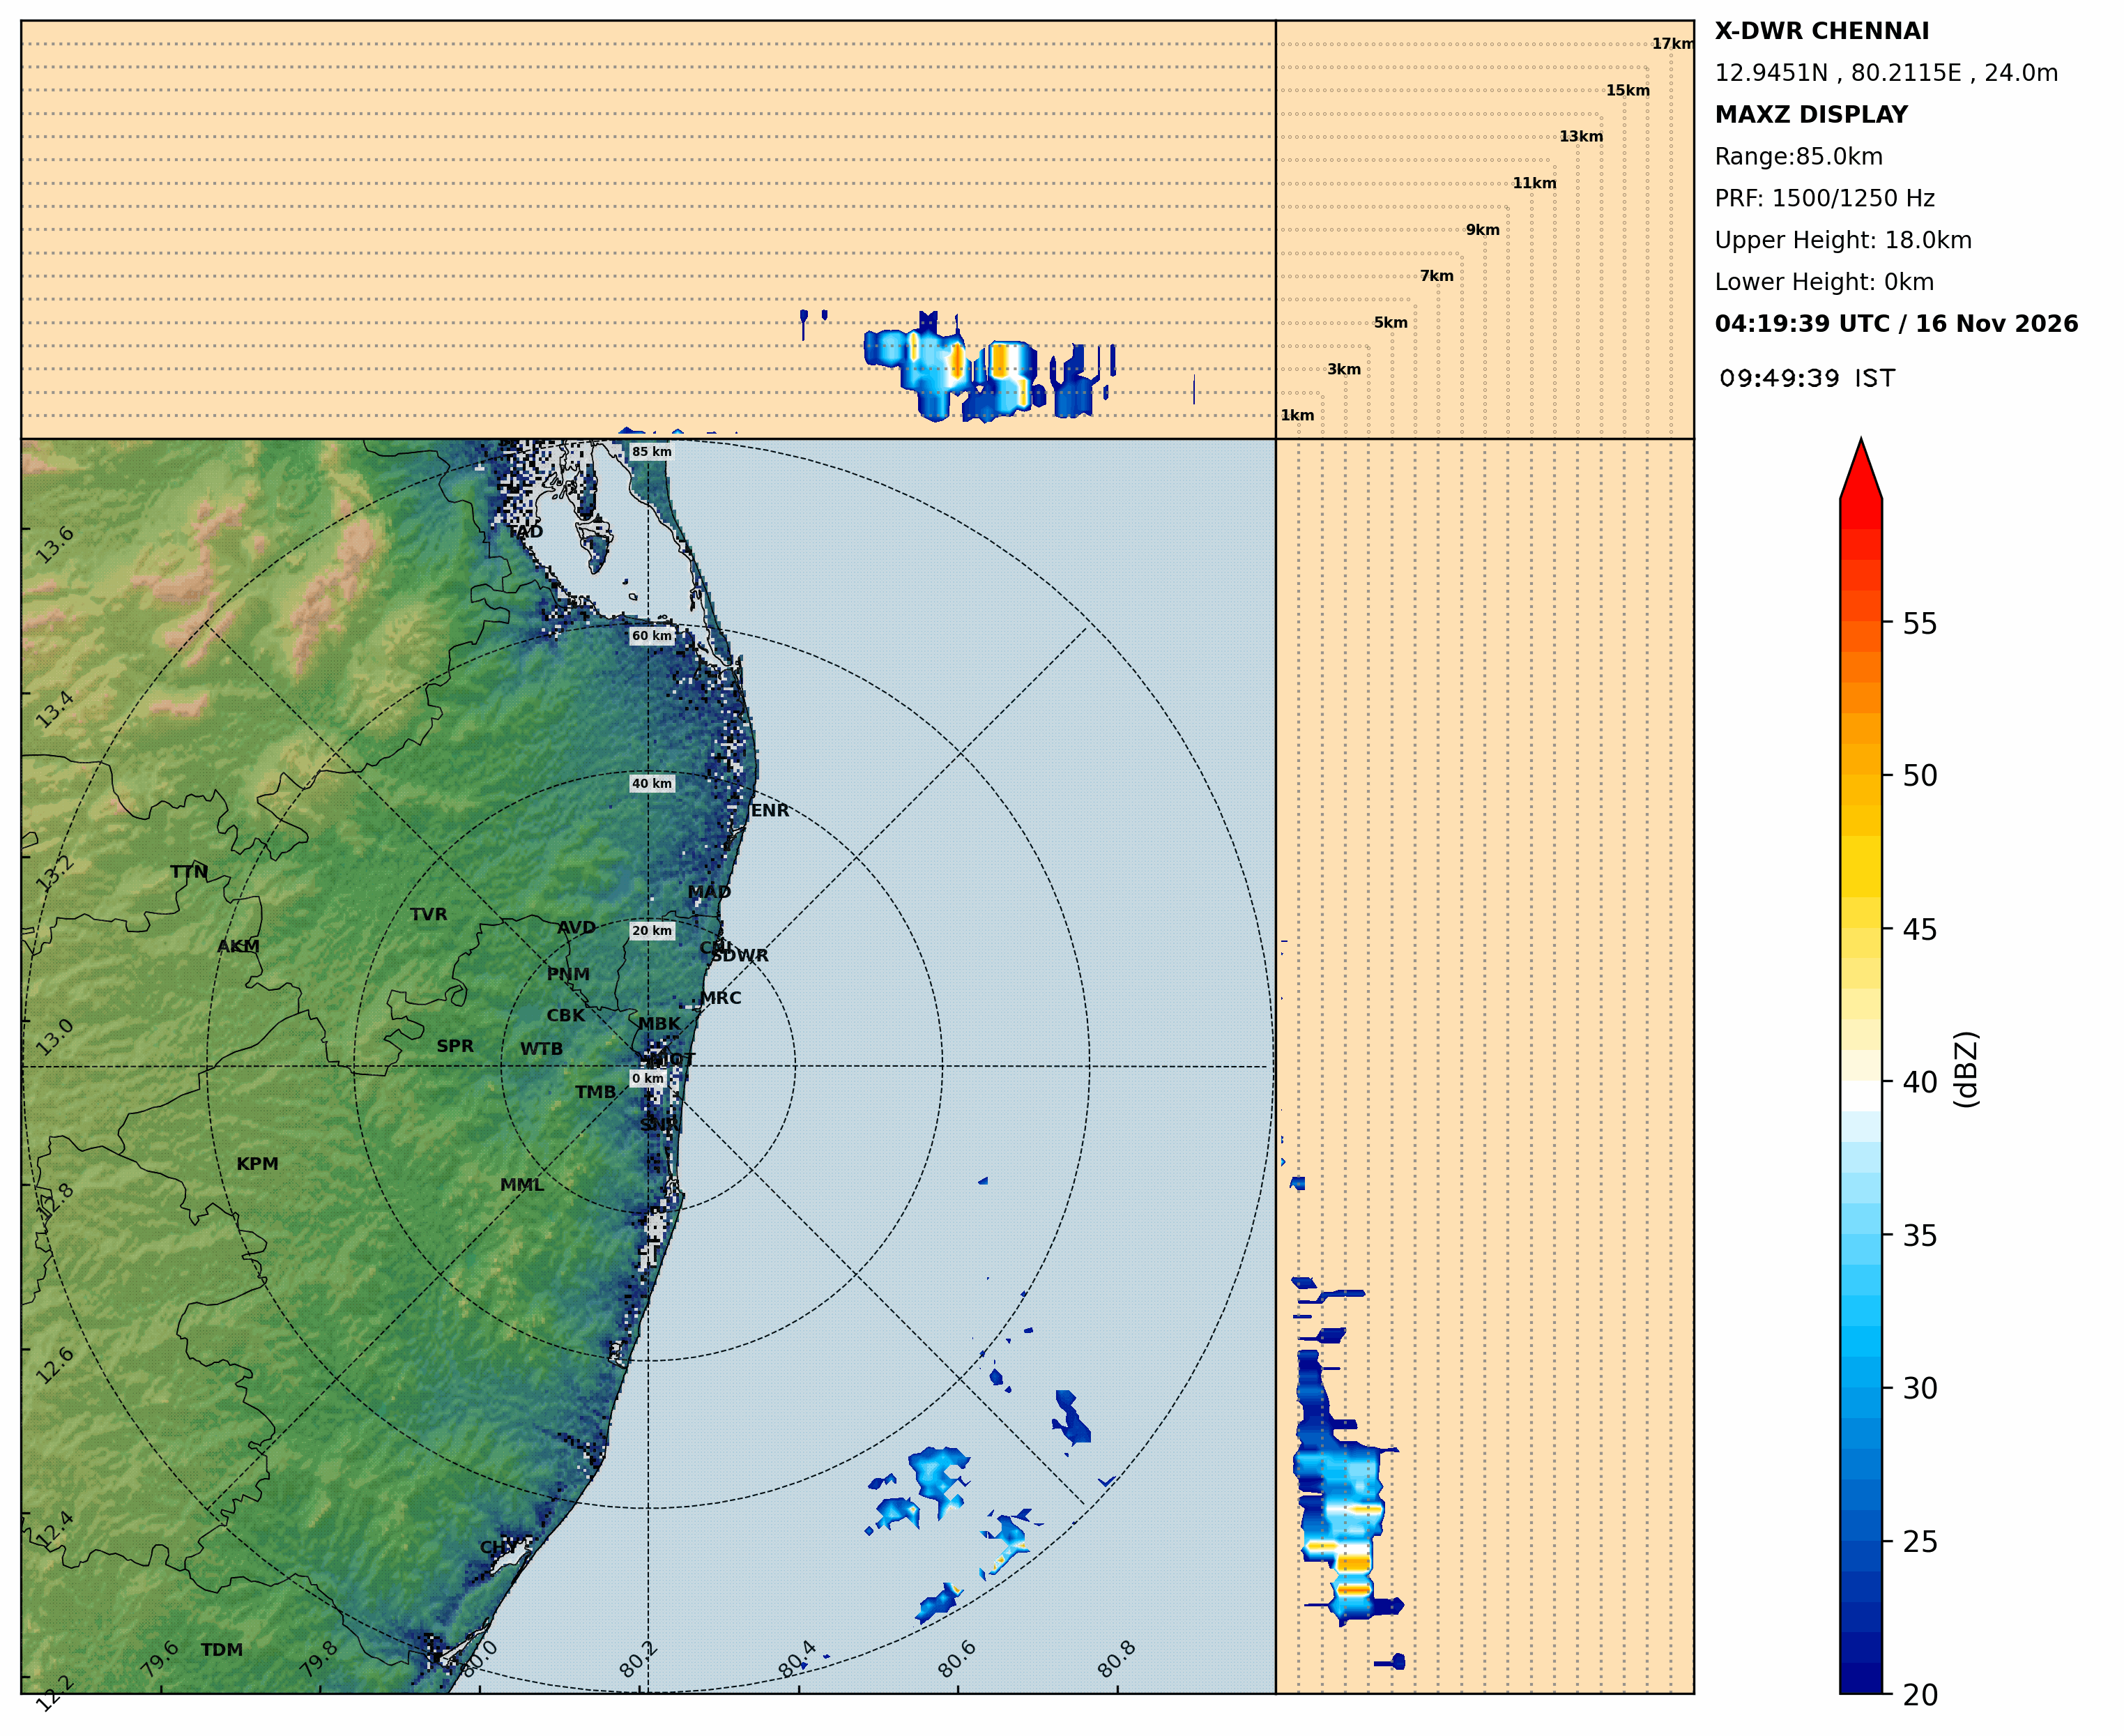 X-DWR CHENNAI
12.9451N , 80.2115E , 24.0m
MAXZ DISPLAY
Range:85.0km
PRF: 1500/1250 Hz
Upper Height: 18.0km
Lower Height: 0km
04:19:39 UTC / 16 Nov 2026
09:49:39 IST
17km
15km
13km
11km
9km
7km
5km
3km
1km
85 km
TAD
13.6
60 km
13.4
40 km
ENR
13.2
TTN
MAD
TVR
AVD
20 km
AKM
SDWR
PNM
MRC
CBK
MBK
13.0
SPR
WTB
0 km
TMB
SNR
KPM
MML
12.8
12.6
12.4
CHY
TDM
12.2
79.6
79.8
80.0
80.2
80.4
80.6
80.8
55
50
45
40
35
30
25
20
(dBZ)